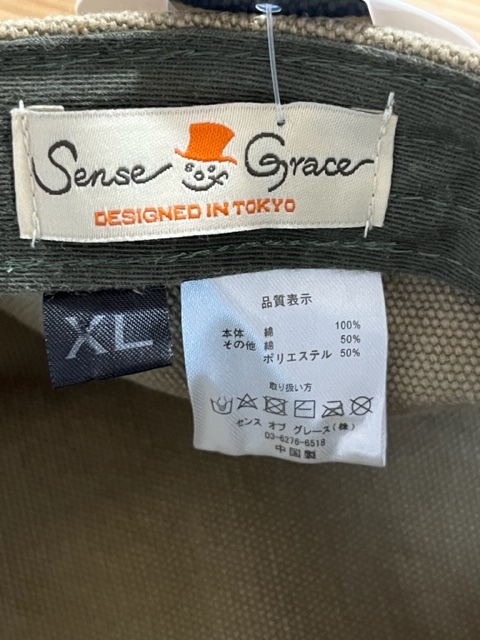 Sense Grace
DESIGNED IN TOKYO
XL
品質表示
本体 綿 100%
その他 綿 50%
ポリエステル 50%
取り扱い方
センス オブ グレース(株)
03-6276-6518
中国製